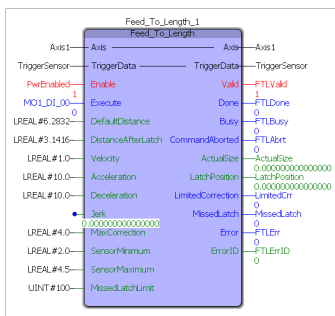 Feed_To_Length_1
Feed_To_Length
Axis1 Axis Axis Axis1
TriggerSensor TriggerData TriggerData TriggerSensor
PwrEnabled Enable Valid FTLValid
1 1
MO1_DI_00 Execute Done FTLDone
0 0
LREAL#6.2832 DefaultDistance Busy FTLBusy
0
LREAL#3.1416 DistanceAfterLatch CommandAborted FTLAbrt
0
LREAL#1.0 Velocity ActualSize ActualSize
0.000000000000000
LREAL#10.0 Acceleration LatchPosition LatchPosition
0.000000000000000
LREAL#10.0 Deceleration LimitedCorrection LimitedCrr
0
Jerk MissedLatch MissedLatch
0.000000000000000 0
LREAL#4.0 MaxCorrection Error FTLErr
0
LREAL#2.0 SensorMinimum ErrorID FTLErrID
0
LREAL#4.5 SensorMaximum
UINT#100 MissedLatchLimit